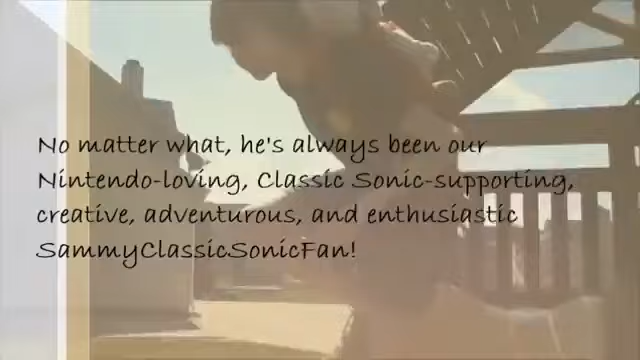 No matter what, he's always been our
Nintendo-loving, Classic Sonic-supporting,
creative, adventurous, and enthusiastic
SammyClassicSonicFan!